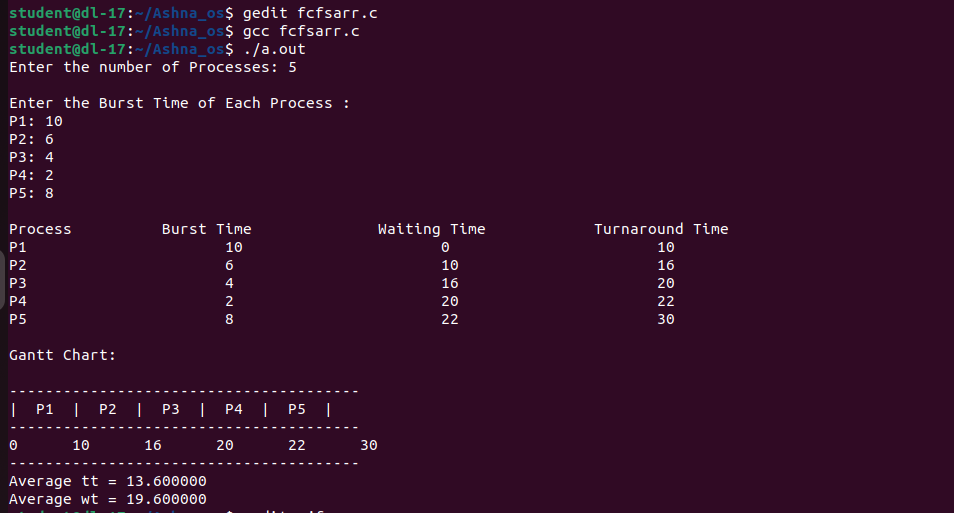 student@dl-17:~/Ashna_os$ gedit fcfsarr.c
student@dl-17:~/Ashna_os$ gcc fcfsarr.c
student@dl-17:~/Ashna_os$ ./a.out
Enter the number of Processes: 5
Enter the Burst Time of Each Process :
P1: 10
P2: 6
P3: 4
P4: 2
P5: 8
Process Burst Time Waiting Time Turnaround Time
P1 10 0 10
P2 6 10 16
P3 4 16 20
P4 2 20 22
P5 8 22 30
Gantt Chart:
---------------------------------------
|  P1  |  P2  |  P3  |  P4  |  P5  |
---------------------------------------
0 10 16 20 22 30
---------------------------------------
Average tt = 13.600000
Average wt = 19.600000